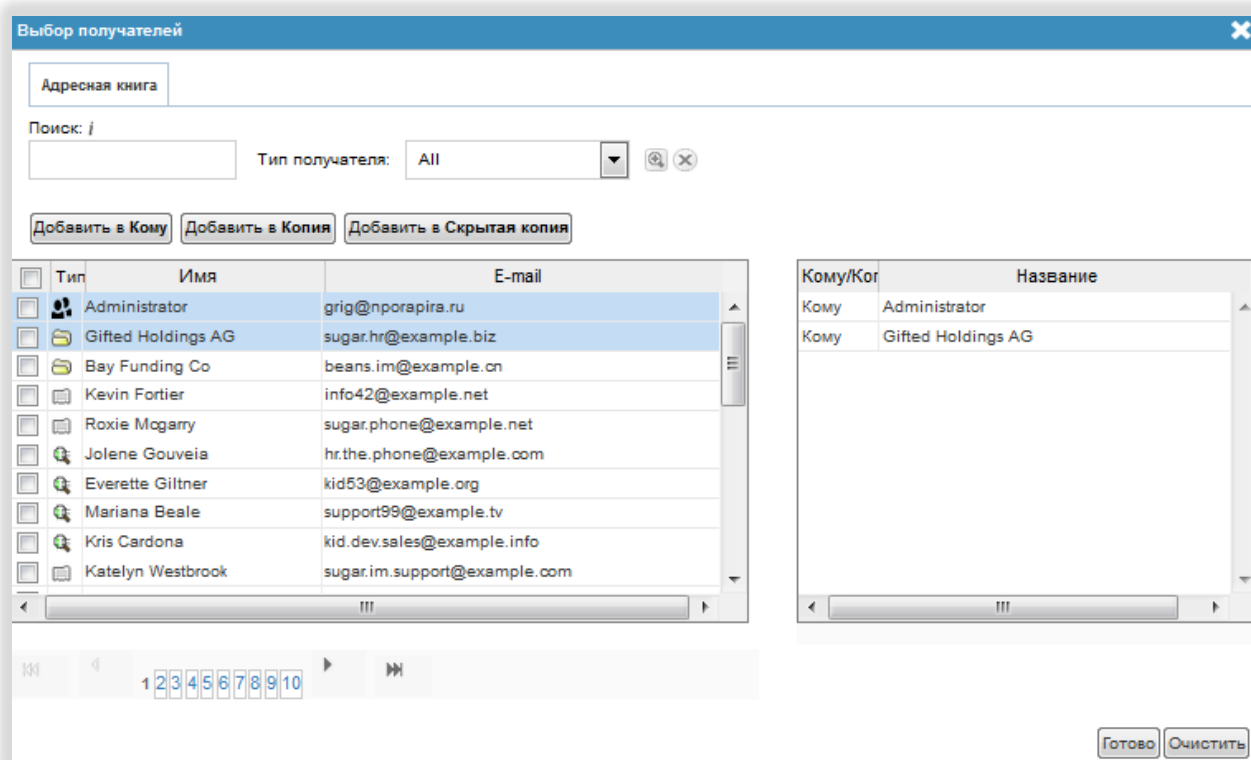 Выбор получателей
Адресная книга
Поиск: i
Тип получателя: All
Добавить в Кому Добавить в Копия Добавить в Скрытая копия
Тип Имя E-mail
Administrator grig@nporapira.ru
Gifted Holdings AG sugar.hr@example.biz
Bay Funding Co beans.im@example.cn
Kevin Fortier info42@example.net
Roxie Mcgarry sugar.phone@example.net
Jolene Gouveia hr.the.phone@example.com
Everette Giltner kid53@example.org
Mariana Beale support99@example.tv
Kris Cardona kid.dev.sales@example.info
Katelyn Westbrook sugar.im.support@example.com
Кому/Коп Название
Кому Administrator
Кому Gifted Holdings AG
1 2 3 4 5 6 7 8 9 10
Готово Очистить